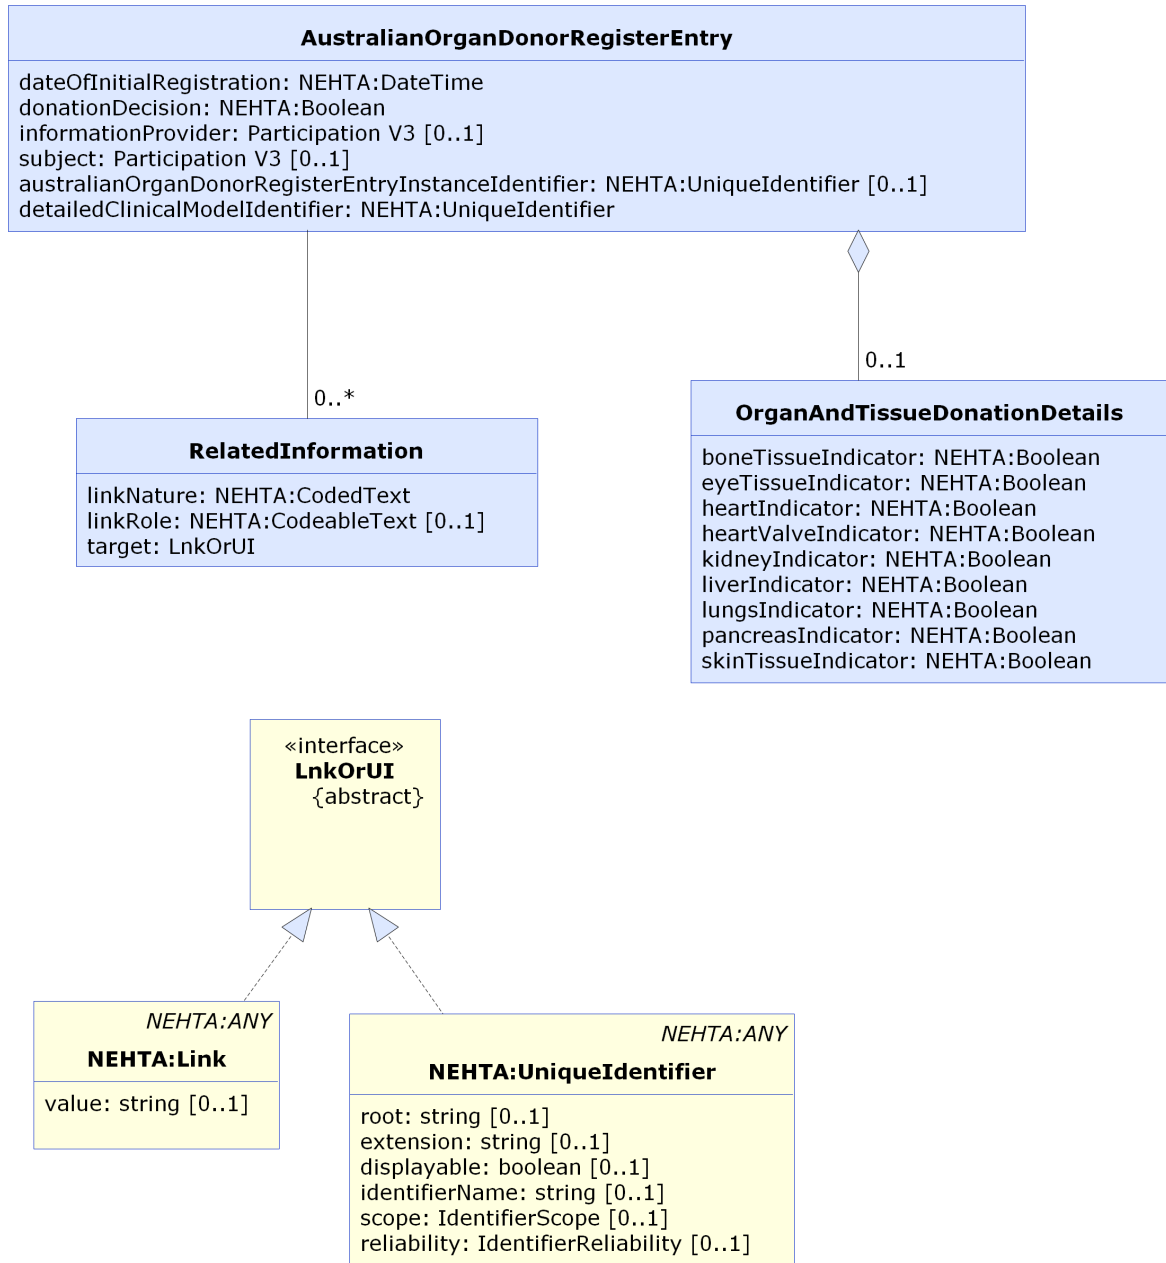 AustralianOrganDonorRegisterEntry
dateOfInitialRegistration: NEHTA:DateTime
donationDecision: NEHTA:Boolean
informationProvider: Participation V3 [0..1]
subject: Participation V3 [0..1]
australianOrganDonorRegisterEntryInstanceIdentifier: NEHTA:UniqueIdentifier [0..1]
detailedClinicalModelIdentifier: NEHTA:UniqueIdentifier
0..*
RelatedInformation
linkNature: NEHTA:CodedText
linkRole: NEHTA:CodeableText [0..1]
target: LnkOrUI
0..1
OrganAndTissueDonationDetails
boneTissueIndicator: NEHTA:Boolean
eyeTissueIndicator: NEHTA:Boolean
heartIndicator: NEHTA:Boolean
heartValveIndicator: NEHTA:Boolean
kidneyIndicator: NEHTA:Boolean
liverIndicator: NEHTA:Boolean
lungsIndicator: NEHTA:Boolean
pancreasIndicator: NEHTA:Boolean
skinTissueIndicator: NEHTA:Boolean
«interface»
LnkOrUI
{abstract}
NEHTA:ANY
NEHTA:Link
value: string [0..1]
NEHTA:ANY
NEHTA:UniqueIdentifier
root: string [0..1]
extension: string [0..1]
displayable: boolean [0..1]
identifierName: string [0..1]
scope: IdentifierScope [0..1]
reliability: IdentifierReliability [0..1]